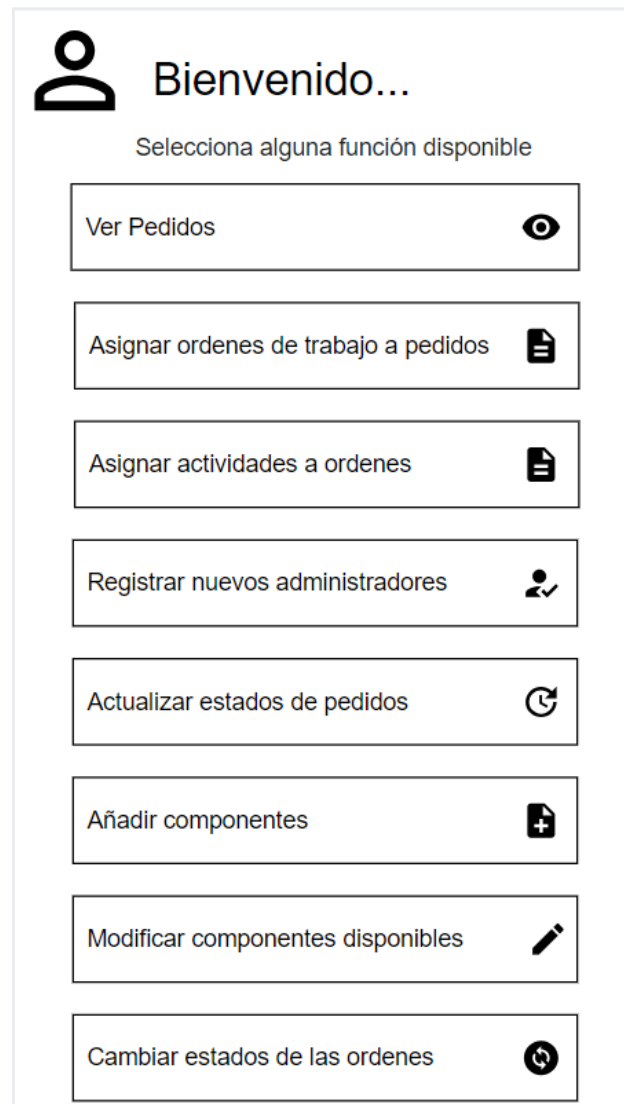 Bienvenido...
Selecciona alguna función disponible
Ver Pedidos
Asignar ordenes de trabajo a pedidos
Asignar actividades a ordenes
Registrar nuevos administradores
Actualizar estados de pedidos
Añadir componentes
Modificar componentes disponibles
Cambiar estados de las ordenes